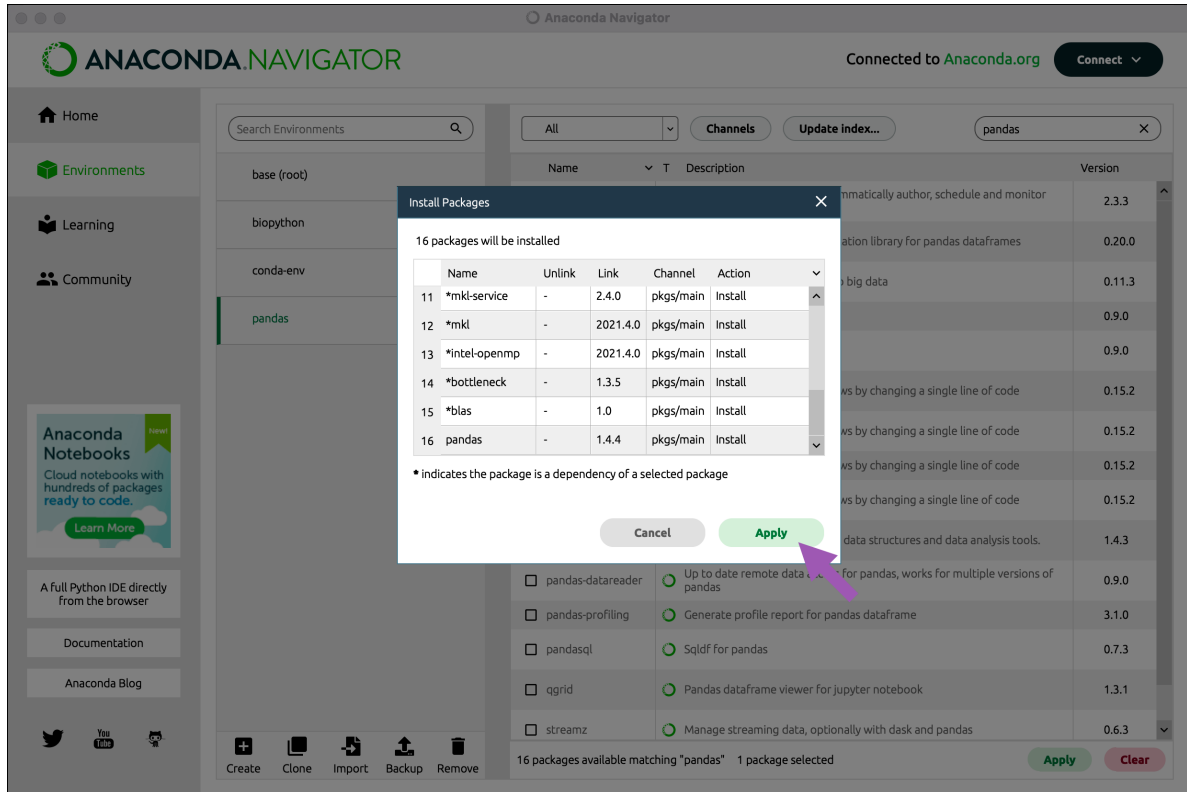 Anaconda Navigator
ANACONDA.NAVIGATOR
Connected to Anaconda.org
Connect
Home
Environments
Learning
Community
Anaconda
Notebooks
New!
Cloud notebooks with
hundreds of packages
ready to code.
Learn More
A full Python IDE directly
from the browser
Documentation
Anaconda Blog
You
Tube
Search Environments
base (root)
biopython
conda-env
pandas
Create Clone Import Backup Remove
All Channels Update index... pandas
Name T Description Version
mmatically author, schedule and monitor 2.3.3
ation library for pandas dataframes 0.20.0
big data 0.11.3
0.9.0
0.9.0
ws by changing a single line of code 0.15.2
ws by changing a single line of code 0.15.2
ws by changing a single line of code 0.15.2
ws by changing a single line of code 0.15.2
data structures and data analysis tools. 1.4.3
pandas-datareader Up to date remote data for pandas, works for multiple versions of
pandas 0.9.0
pandas-profiling Generate profile report for pandas dataframe 3.1.0
pandasql Sqldf for pandas 0.7.3
qgrid Pandas dataframe viewer for jupyter notebook 1.3.1
streamz Manage streaming data, optionally with dask and pandas 0.6.3
16 packages available matching "pandas" 1 package selected Apply Clear
Install Packages
16 packages will be installed
Name Unlink Link Channel Action
11 *mkl-service - 2.4.0 pkgs/main Install
12 *mkl - 2021.4.0 pkgs/main Install
13 *intel-openmp - 2021.4.0 pkgs/main Install
14 *bottleneck - 1.3.5 pkgs/main Install
15 *blas - 1.0 pkgs/main Install
16 pandas - 1.4.4 pkgs/main Install
* indicates the package is a dependency of a selected package
Cancel Apply